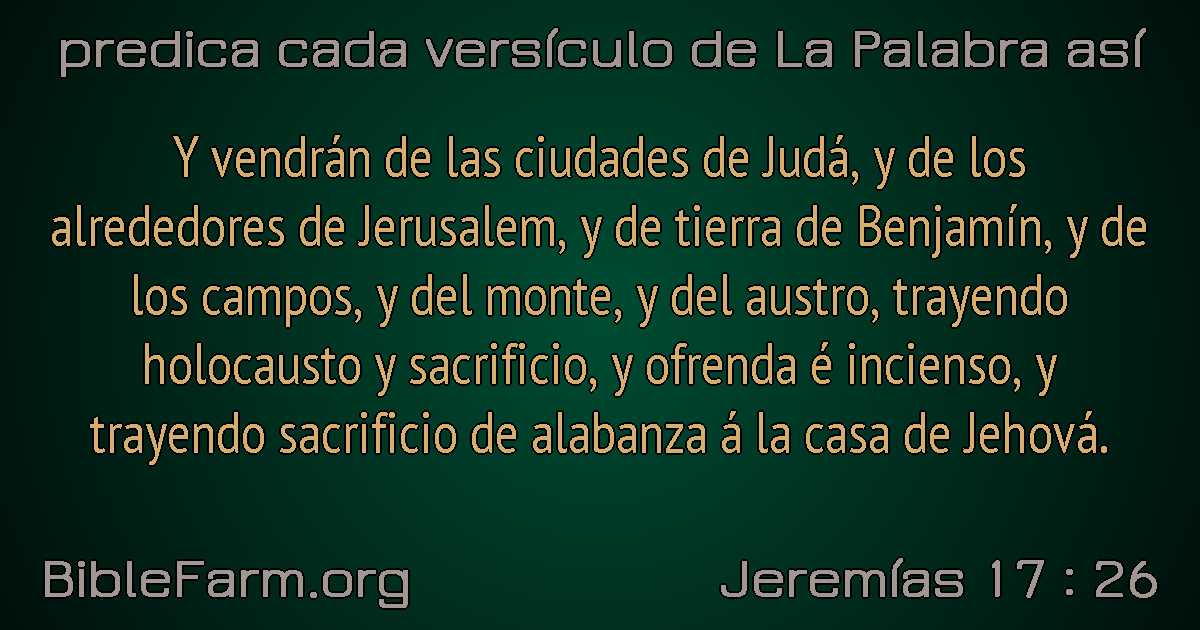 predica cada versículo de La Palabra así
Y vendrán de las ciudades de Judá, y de los
alrededores de Jerusalem, y de tierra de Benjamín, y de
los campos, y del monte, y del austro, trayendo
holocausto y sacrificio, y ofrenda é incienso, y
trayendo sacrificio de alabanza á la casa de Jehová.
BibleFarm.org
Jeremías 17 : 26